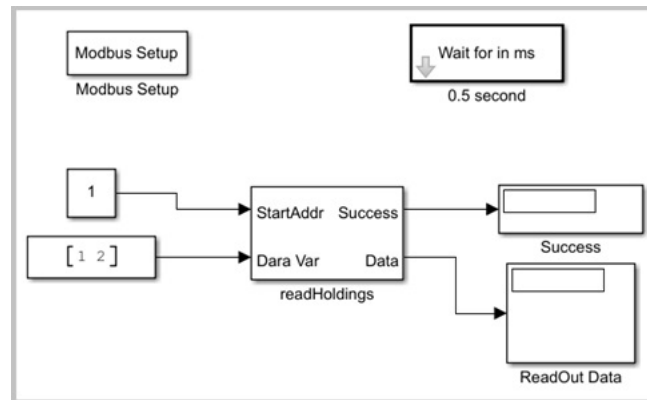 Modbus Setup
Modbus Setup
Wait for in ms
0.5 second
1
StartAddr Success
Dara Var Data
readHoldings
[1 2]
Success
ReadOut Data